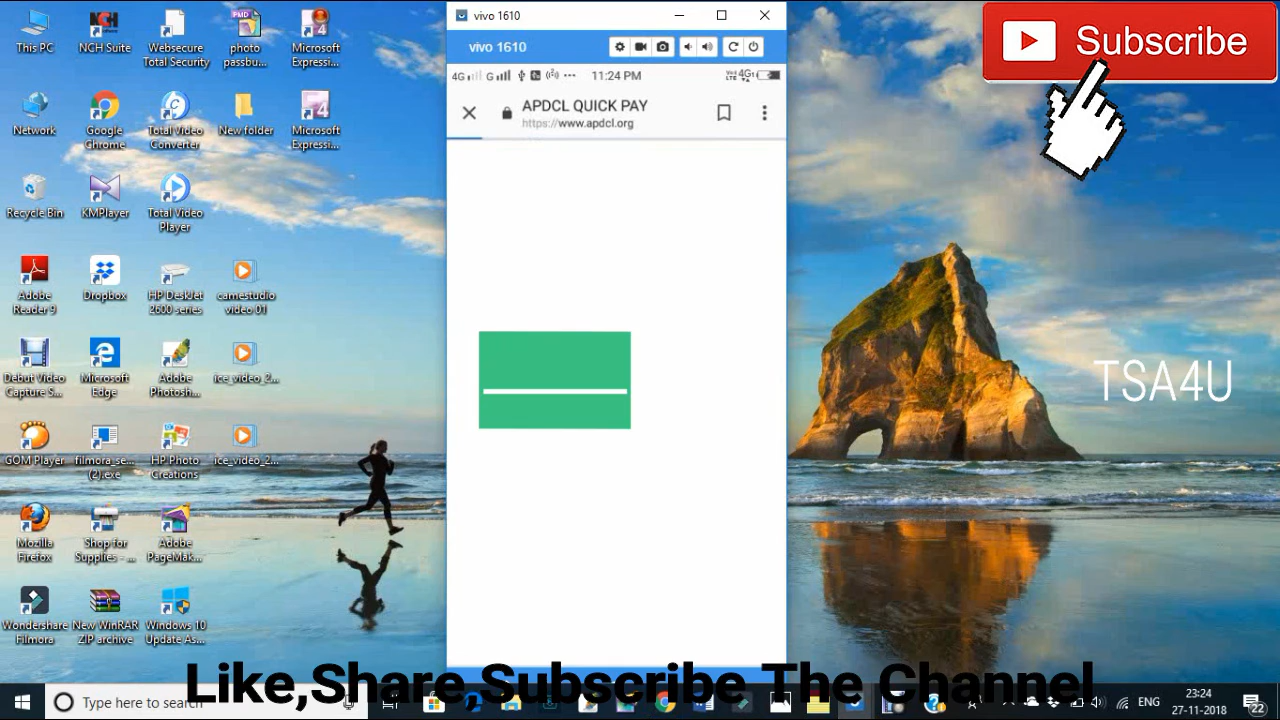 This PC
NCH Suite
Websecure
Total Security
photo
passbu...
Microsoft
Expressi...
Network
Google
Chrome
Total Video
Converter
New folder
Microsoft
Expressi...
Recycle Bin
KMPlayer
Total Video
Player
Adobe
Reader 9
Dropbox
HP DeskJet
2600 series
camestudio
video 01
Debut Video
Capture S...
Microsoft
Edge
Adobe
Photosh...
ice_video_2...
GOM Player
filmora_se...
(2).exe
HP Photo
Creations
ice_video_2...
Mozilla
Firefox
Shop for
Supplies - ...
Adobe
PageMak...
Wondershare
Filmora
New WinRAR
ZIP archive
Windows 10
Update As...
vivo 1610
vivo 1610
4G G 11:24 PM VoLTE 4G
APDCL QUICK PAY
https://www.apdcl.org
Subscribe
TSA4U
Like,Share,Subscribe The Channel
Type here to search
ENG
23:24
27-11-2018
22